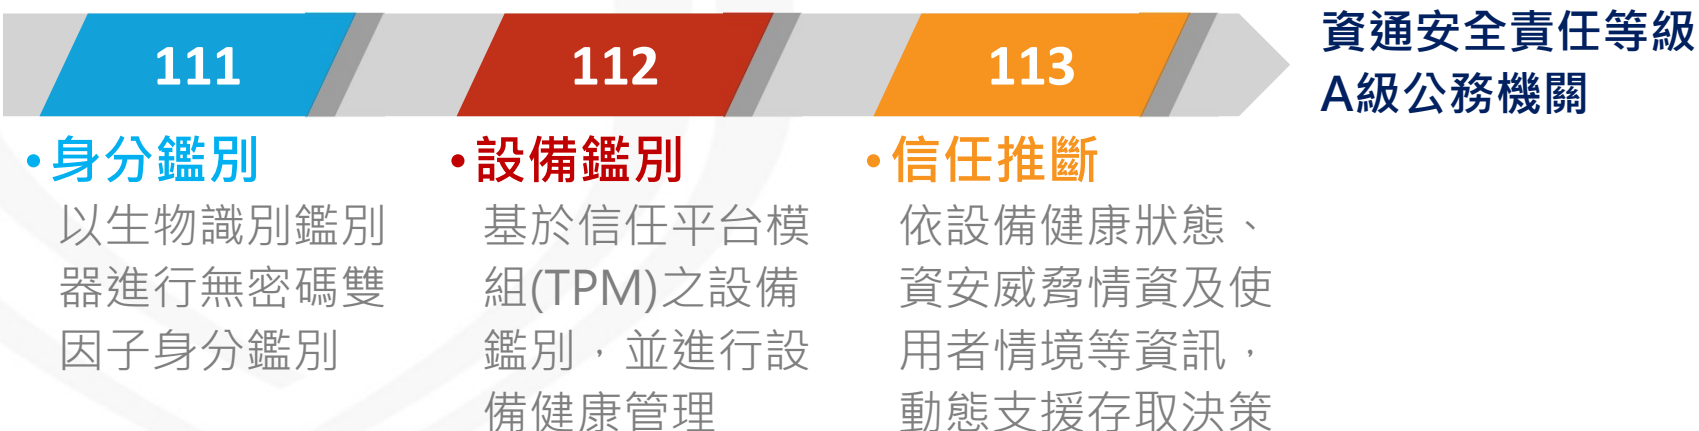 111
112
113
資通安全責任等級
A級公務機關
•身分鑑別
以生物識別鑑別
器進行無密碼雙
因子身分鑑別
•設備鑑別
基於信任平台模
組(TPM)之設備
鑑別，並進行設
備健康管理
•信任推斷
依設備健康狀態、
資安威脅情資及使
用者情境等資訊，
動態支援存取決策